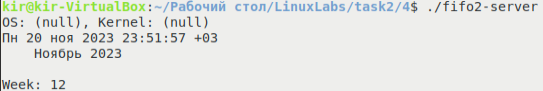 kir@kir-VirtualBox:~/Рабочий стол/LinuxLabs/task2/4$ ./fifo2-server
OS: (null), Kernel: (null)
Пн 20 ноя 2023 23:51:57 +03
    Ноябрь 2023

Week: 12